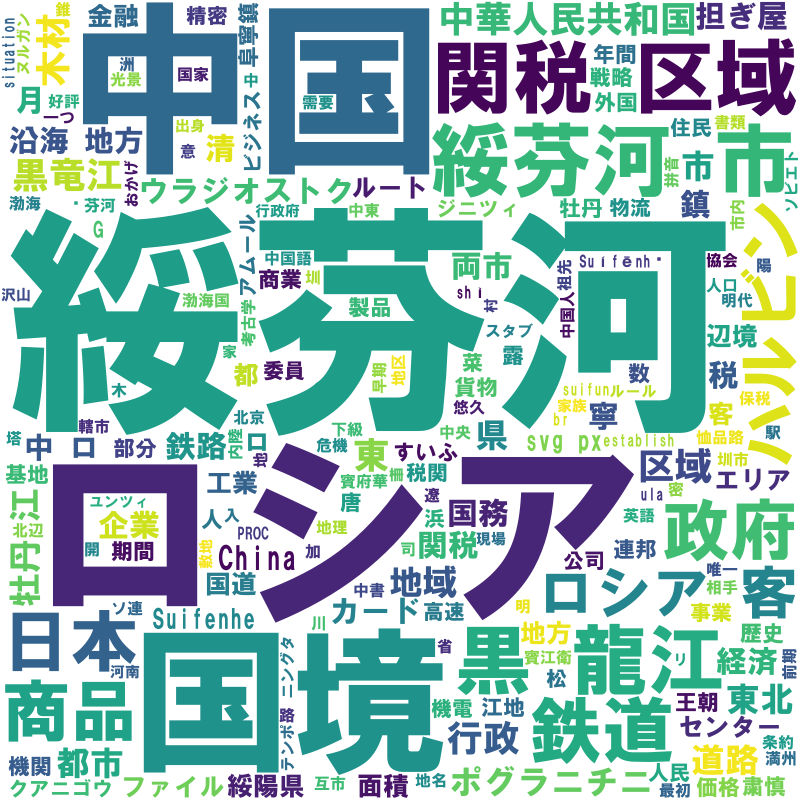 錐
situation
ヌルガン
木材
金融
精密
洲
光景
国家
好評
一つ
月
沿海
地方
出身
意
清
黒竜江
渤海
おかげ
芬河
阜寧鎮
ビジネス
中国
需要
中華人民共和国
担ぎ屋
年間
戦略
外国
関税
区域
住民
書類
拼音
ソビエト
綏芬河
市
市内
ウラジオストク
ルート
行政府
中東
ジニツィ
牡丹
物流
市
鎮
ハルビン
G
沢山
渤海国
考古学
家
木
塔
アムール
中国語
商業
圳
製品
両市
shi
村
スタブ
中国人
祖先
協会
陽
人口
明代
辺境
税
数
都
委員
早期
地区
菜
貨物
露
suifun
ルール
家族
br
寧
客
保税
駅
恤品路
圳市
エリア
綏芬河
轄市
中
口
部分
鉄路
北京
内陸
口
地
下級
危機
中央
悠久
県
svg
px
establish
区域
基地
江
牡丹
北辺
ユンツィ
企業
開
期間
工業
人
入
PROC
敷地
China
国道
東
寶府華
柵
唐
地理
加
すいふ
税関
遼
浜
司
関税
国務
現場
公司
ula
密
英語
連邦
唯一
相手
政府
ロシア
ロシア
客
事業
歴史
前期
ソ連
Suifenhe
日本
河南
中書
地域
カード
高速
川
省
明
地方
寶江衛
松
リ
経済
商品
国境
ニングタ
テンポ路
黒
龍江
機電
江地
鉄道
王朝
東北
センター
条約
満州
機関
都市
行政
道路
クアニゴウ
ファイル
綏陽県
互市
面積
地名
ポグラニチニ
人民
最初
価格
粛慎